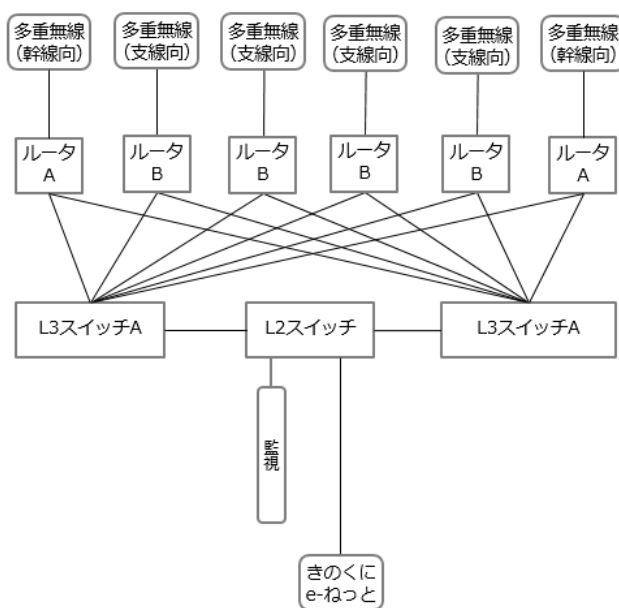 多重無線
(幹線向)
多重無線
(支線向)
多重無線
(支線向)
多重無線
(支線向)
多重無線
(支線向)
多重無線
(幹線向)
ルータ
A
ルータ
B
ルータ
B
ルータ
B
ルータ
B
ルータ
A
L3スイッチA
L2スイッチ
L3スイッチA
監視
きのくに
e-ねっと